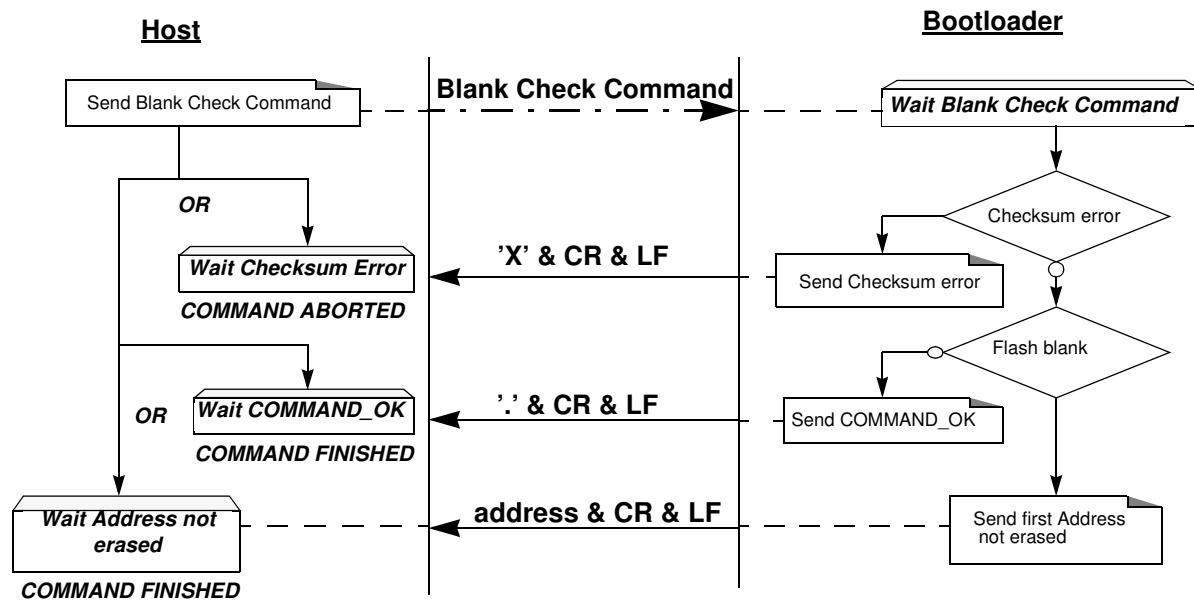 Host
Bootloader
Send Blank Check Command
Blank Check Command
Wait Blank Check Command
OR
Checksum error
Wait Checksum Error
'X' & CR & LF
Send Checksum error
COMMAND ABORTED
Flash blank
OR
Wait COMMAND_OK
'.' & CR & LF
Send COMMAND_OK
COMMAND FINISHED
Wait Address not
erased
address & CR & LF
Send first Address
not erased
COMMAND FINISHED